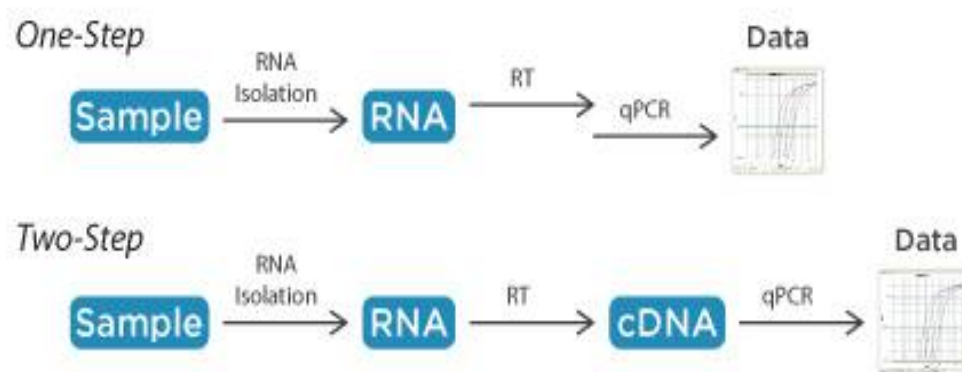 One-Step
Data
RNA
Isolation
RT
Sample
RNA
qPCR
Two-Step
Data
RNA
Isolation
RT
qPCR
Sample
RNA
cDNA